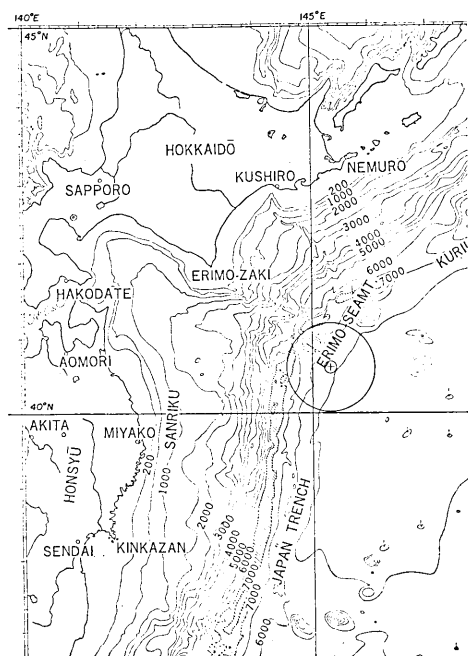 140°E
145°E
45°N
HOKKAIDŌ
KUSHIRO
NEMURO
SAPPORO
200
1000
2000
3000
4000
5000
6000
7000
KURIL
ERIMO-ZAKI
HAKODATE
ERIMO SEAMT
AOMORI
40°N
AKITA
MIYAKO
SANRIKU
HONSYŪ
200
1000
2000
3000
4000
5000
6000
7000
7000
6000
JAPAN TRENCH
SENDAI
KINKAZAN